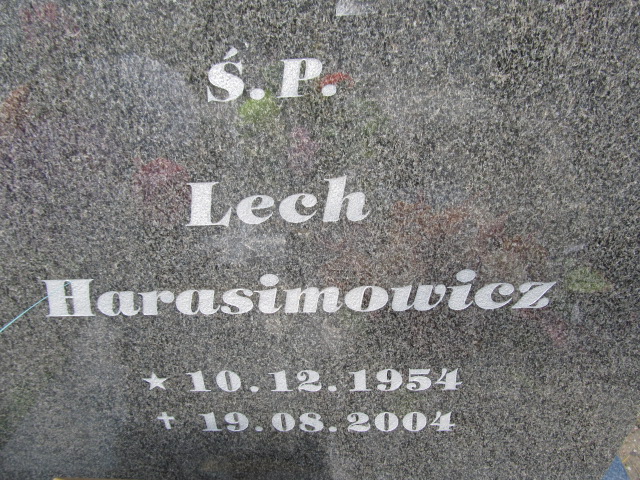 Ś.P.
Lech
Harasimowicz
★ 10.12.1954
✝ 19.08.2004